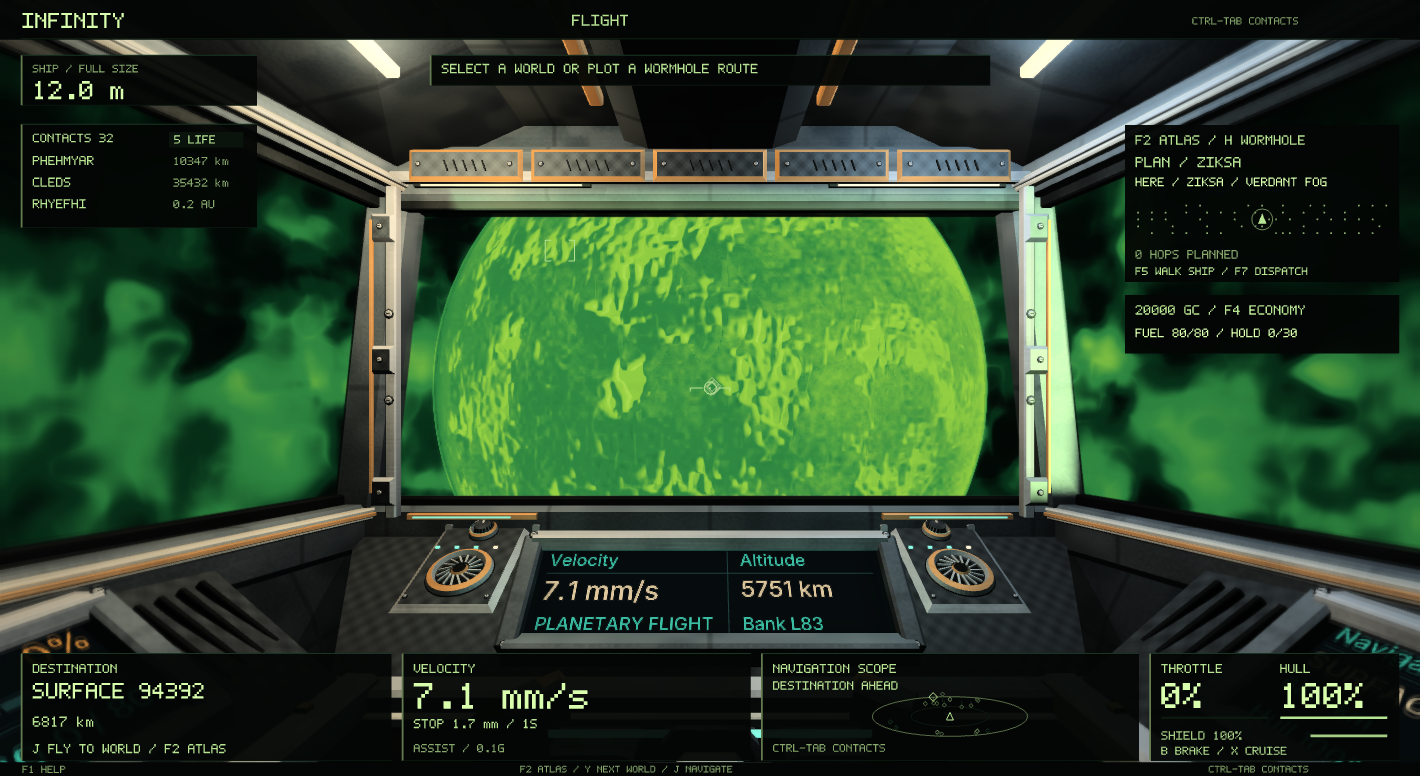 INFINITY
FLIGHT
CTRL-TAB CONTACTS
SHIP / FULL SIZE
12.0 m
SELECT A WORLD OR PLOT A WORMHOLE ROUTE
CONTACTS 32 5 LIFE
PHEHMYAR 10347 km
CLEDS 35432 km
RHYEFHI 0.2 AU
F2 ATLAS / H WORMHOLE
PLAN / ZIKSA
HERE / ZIKSA / VERDANT FOG
0 HOPS PLANNED
F5 WALK SHIP / F7 DISPATCH
20000 GC / F4 ECONOMY
FUEL 80/80 / HOLD 0/30
Velocity
7.1 mm/s
PLANETARY FLIGHT
Altitude
5751 km
Bank L83
DESTINATION
SURFACE 94392
6817 km
J FLY TO WORLD / F2 ATLAS
VELOCITY
7.1 mm/s
STOP 1.7 mm / 1S
ASSIST / 0.1G
NAVIGATION SCOPE
DESTINATION AHEAD
CTRL-TAB CONTACTS
THROTTLE
0%
HULL
100%
SHIELD 100%
B BRAKE / X CRUISE
F1 HELP
F2 ATLAS / Y NEXT WORLD / J NAVIGATE
CTRL-TAB CONTACTS